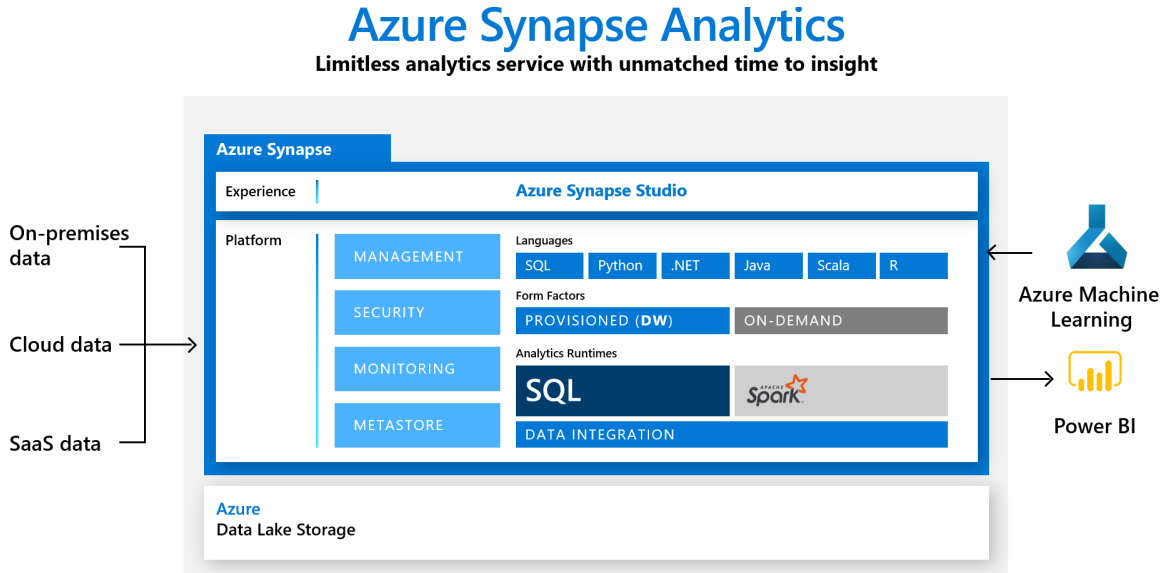 Azure Synapse Analytics
Limitless analytics service with unmatched time to insight
Azure Synapse
Experience
Azure Synapse Studio
On-premises
data
Cloud data
SaaS data
Platform
MANAGEMENT
SECURITY
MONITORING
METASTORE
Languages
SQL
Python
.NET
Java
Scala
R
Form Factors
PROVISIONED (DW)
ON-DEMAND
Analytics Runtimes
SQL
APACHE
Spark
DATA INTEGRATION
Azure Machine
Learning
Power BI
Azure
Data Lake Storage